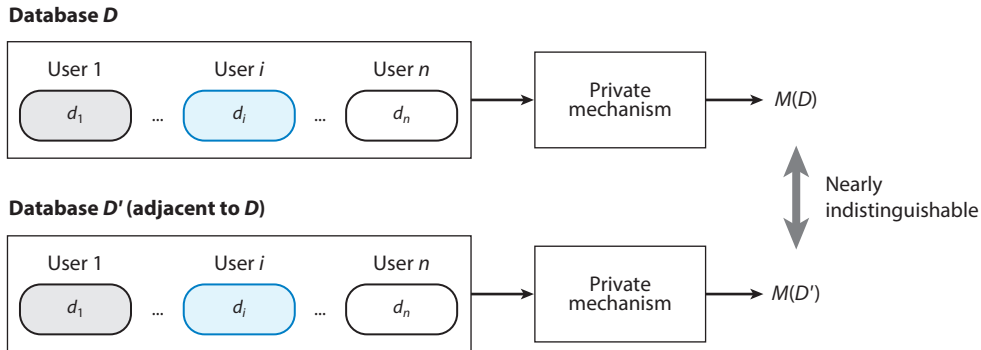 Database D
User 1
User i
User n
d1
...
di
...
dn
Private
mechanism
M(D)
Nearly
indistinguishable
Database D' (adjacent to D)
User 1
User i
User n
d1
...
di
...
dn
Private
mechanism
M(D')